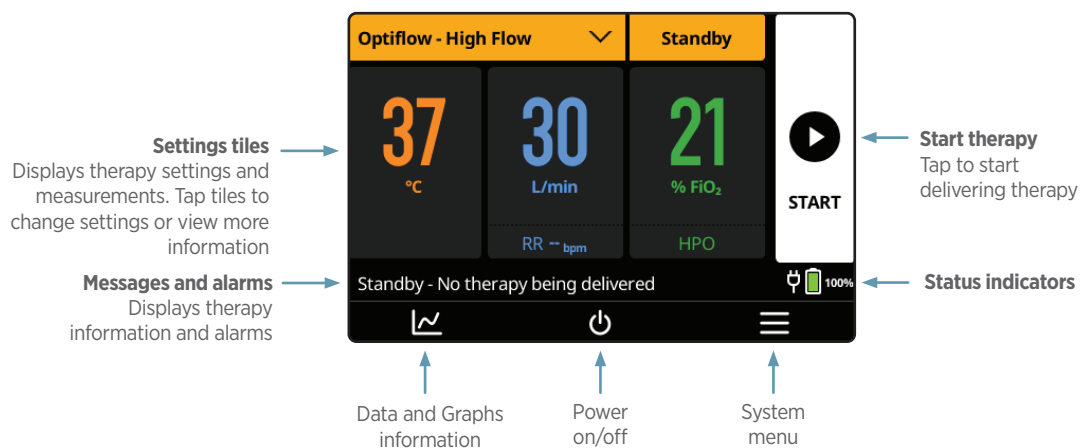 Optiflow - High Flow
Standby
37
°C
30
L/min
RR -- bpm
21
% FiO₂
HPO
START
Standby - No therapy being delivered
100%
Settings tiles
Displays therapy settings and
measurements. Tap tiles to
change settings or view more
information
Messages and alarms
Displays therapy
information and alarms
Start therapy
Tap to start
delivering therapy
Status indicators
Data and Graphs
information
Power
on/off
System
menu